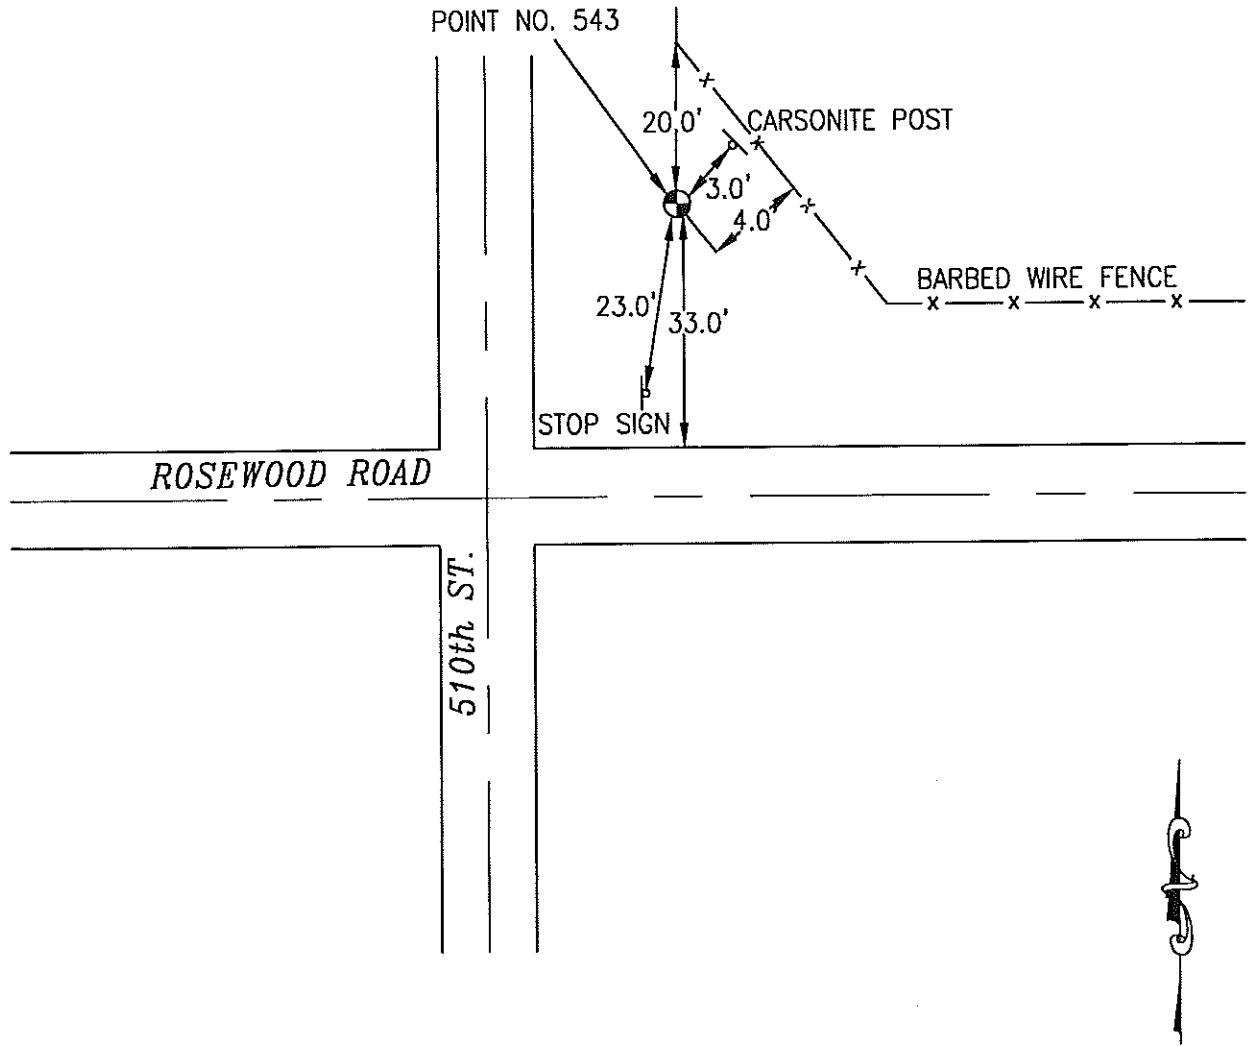 POINT NO. 543
20.0'
CARSONITE POST
3.0'
4.0'
BARBED WIRE FENCE
23.0'
33.0'
STOP SIGN
ROSEWOOD ROAD
510th ST.